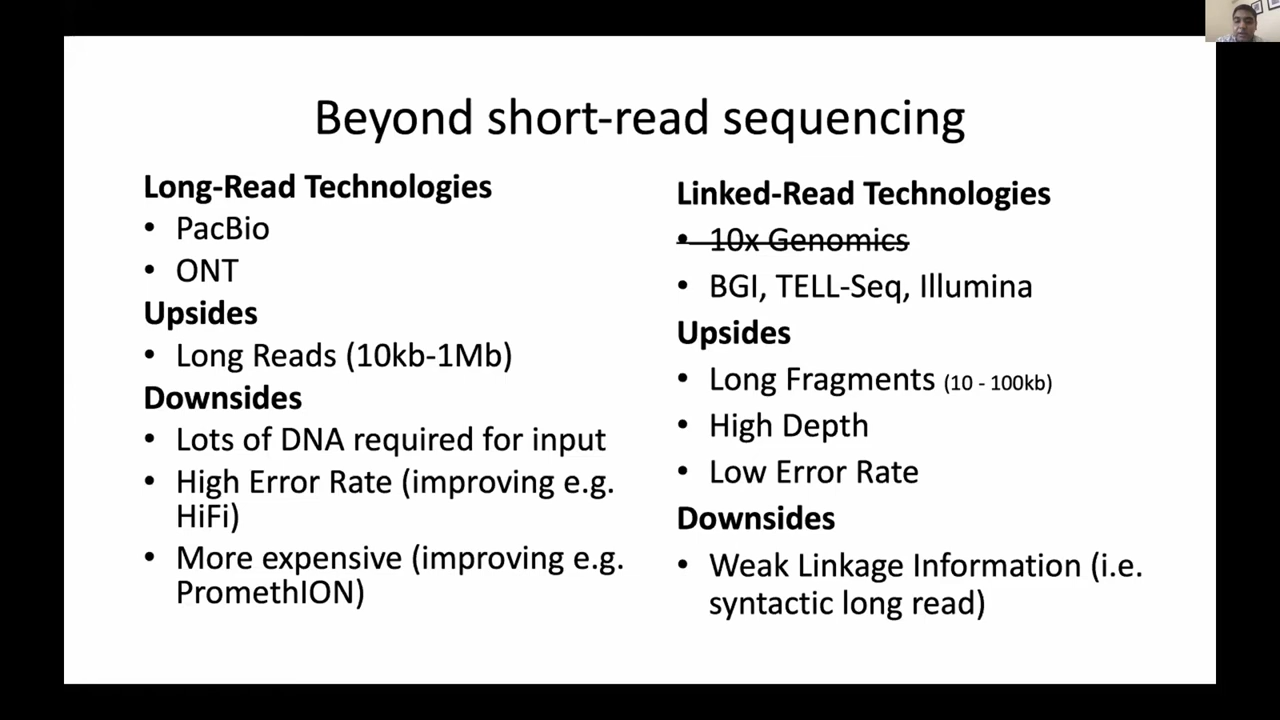 Beyond short-read sequencing
Long-Read Technologies
• PacBio
• ONT
Upsides
• Long Reads (10kb-1Mb)
Downsides
• Lots of DNA required for input
• High Error Rate (improving e.g.
HiFi)
• More expensive (improving e.g.
PromethION)
Linked-Read Technologies
• 10x Genomics
• BGI, TELL-Seq, Illumina
Upsides
• Long Fragments (10 - 100kb)
• High Depth
• Low Error Rate
Downsides
• Weak Linkage Information (i.e.
syntactic long read)